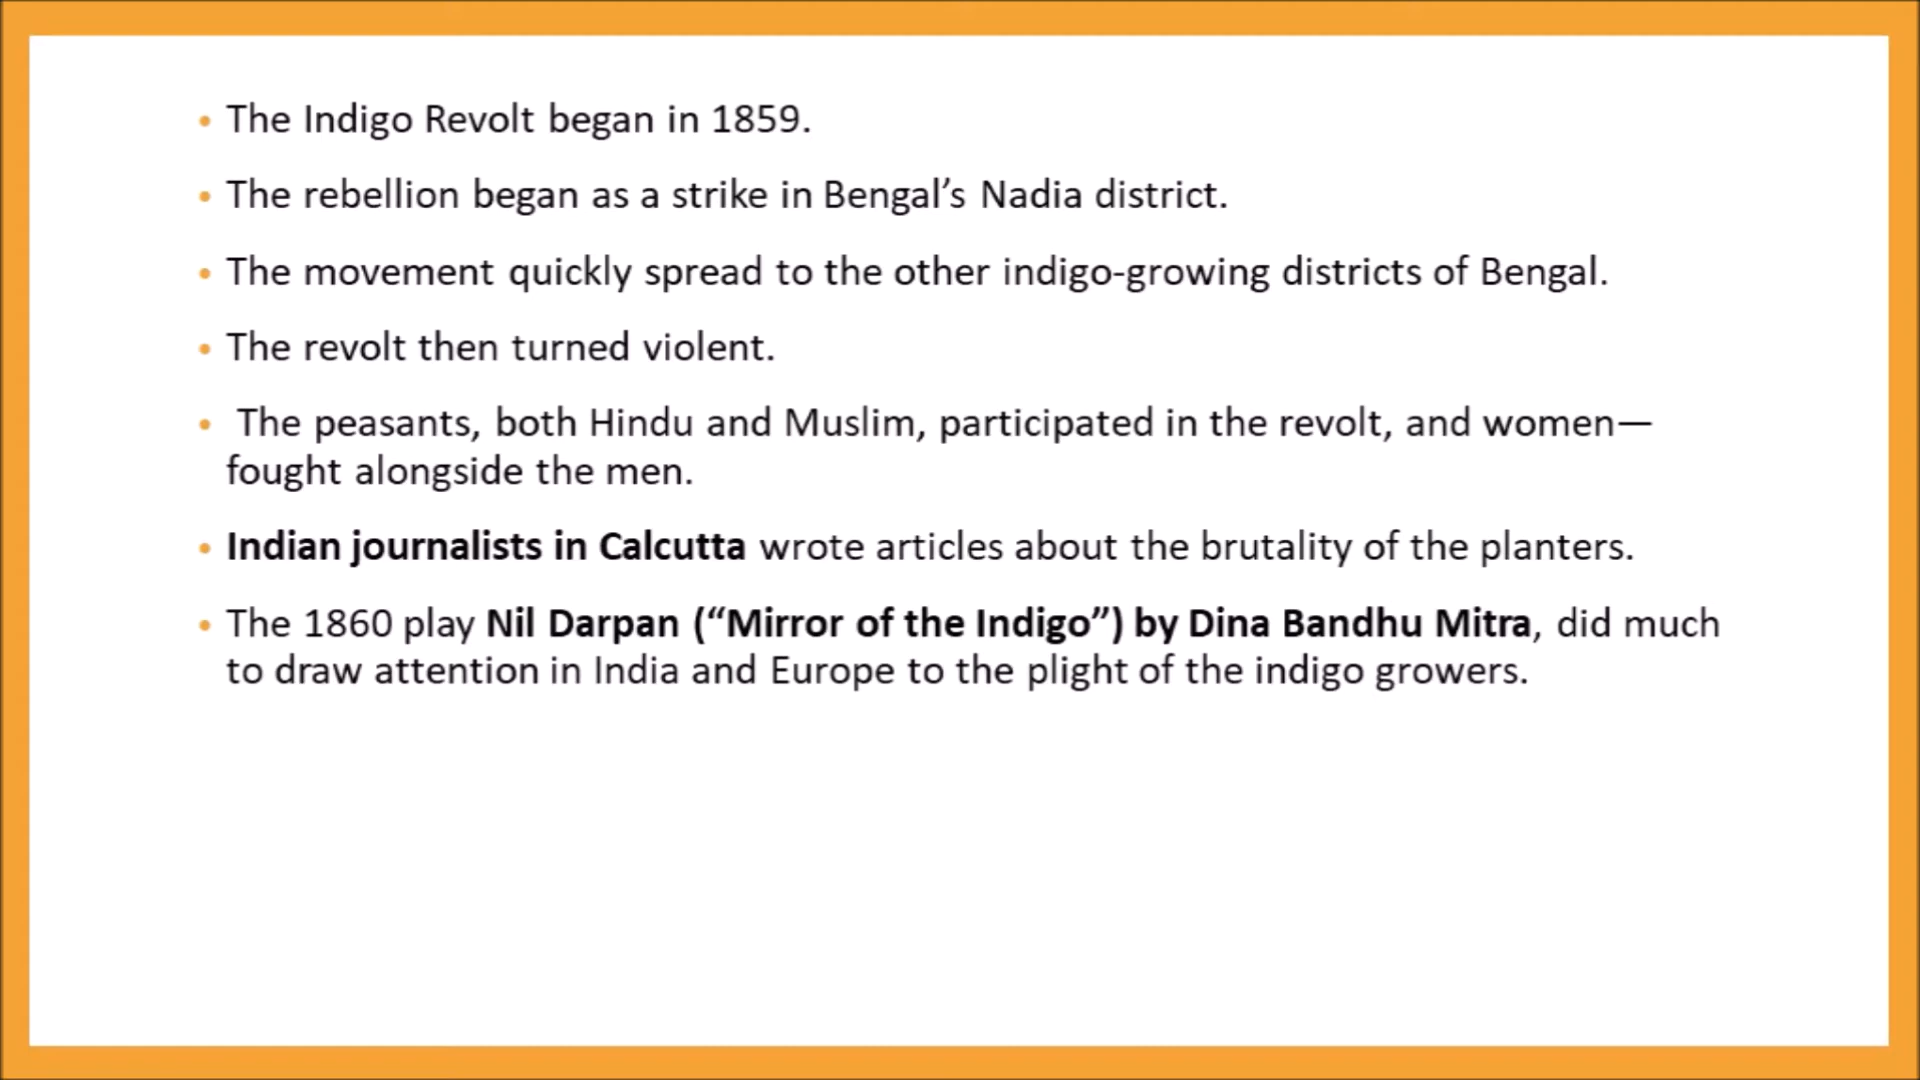 • The Indigo Revolt began in 1859.
• The rebellion began as a strike in Bengal’s Nadia district.
• The movement quickly spread to the other indigo-growing districts of Bengal.
• The revolt then turned violent.
• The peasants, both Hindu and Muslim, participated in the revolt, and women—
fought alongside the men.
• Indian journalists in Calcutta wrote articles about the brutality of the planters.
• The 1860 play Nil Darpan (“Mirror of the Indigo”) by Dina Bandhu Mitra, did much
to draw attention in India and Europe to the plight of the indigo growers.